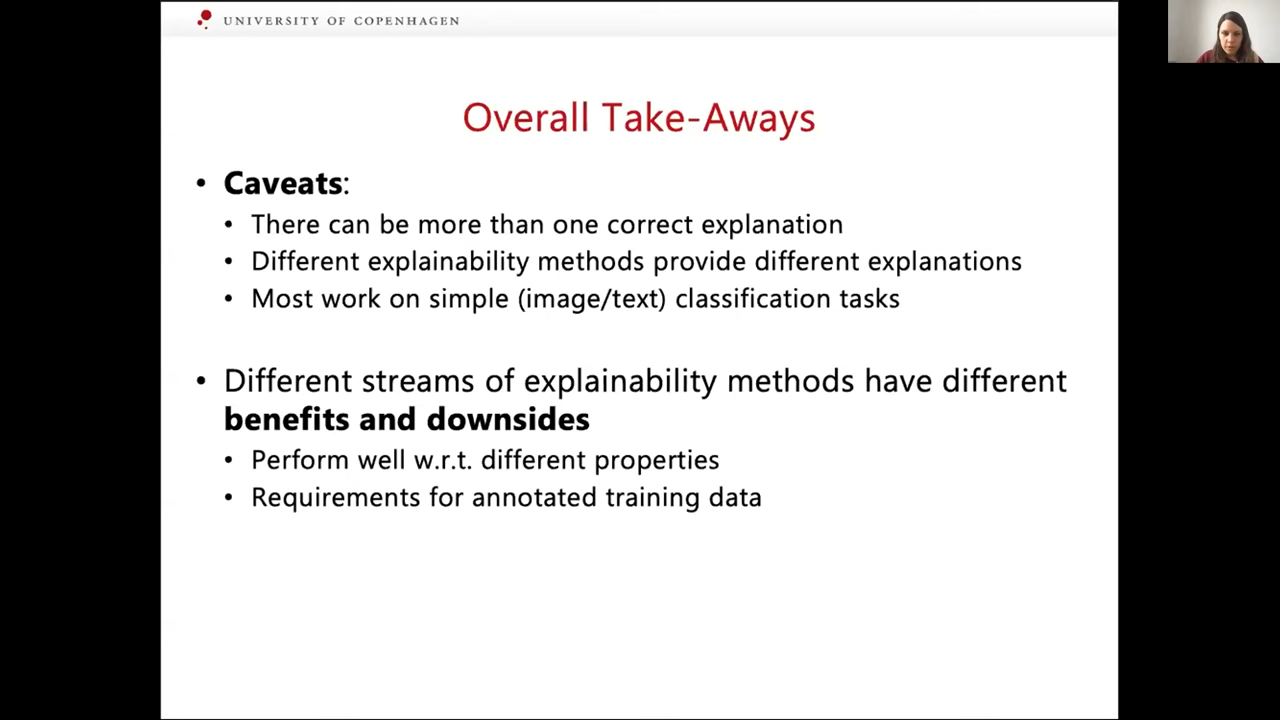 UNIVERSITY OF COPENHAGEN
Overall Take-Aways
• Caveats:
• There can be more than one correct explanation
• Different explainability methods provide different explanations
• Most work on simple (image/text) classification tasks
• Different streams of explainability methods have different
benefits and downsides
• Perform well w.r.t. different properties
• Requirements for annotated training data